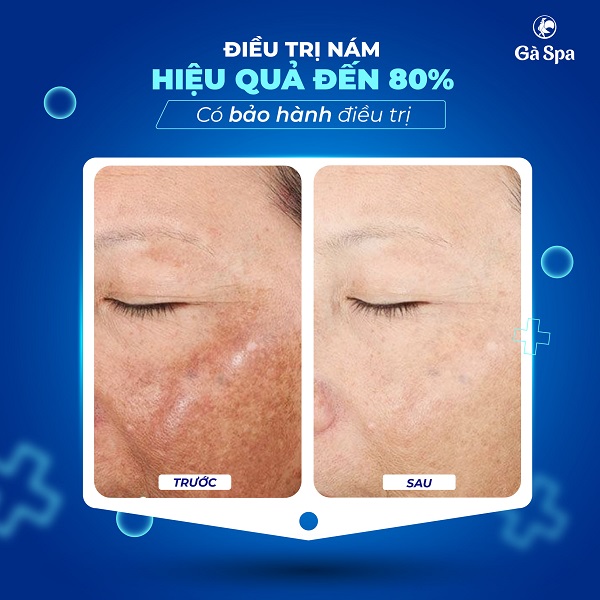 Gà Spa
ĐIỀU TRỊ NÁM
HIỆU QUẢ ĐẾN 80%
Có bảo hành điều trị
TRƯỚC
SAU